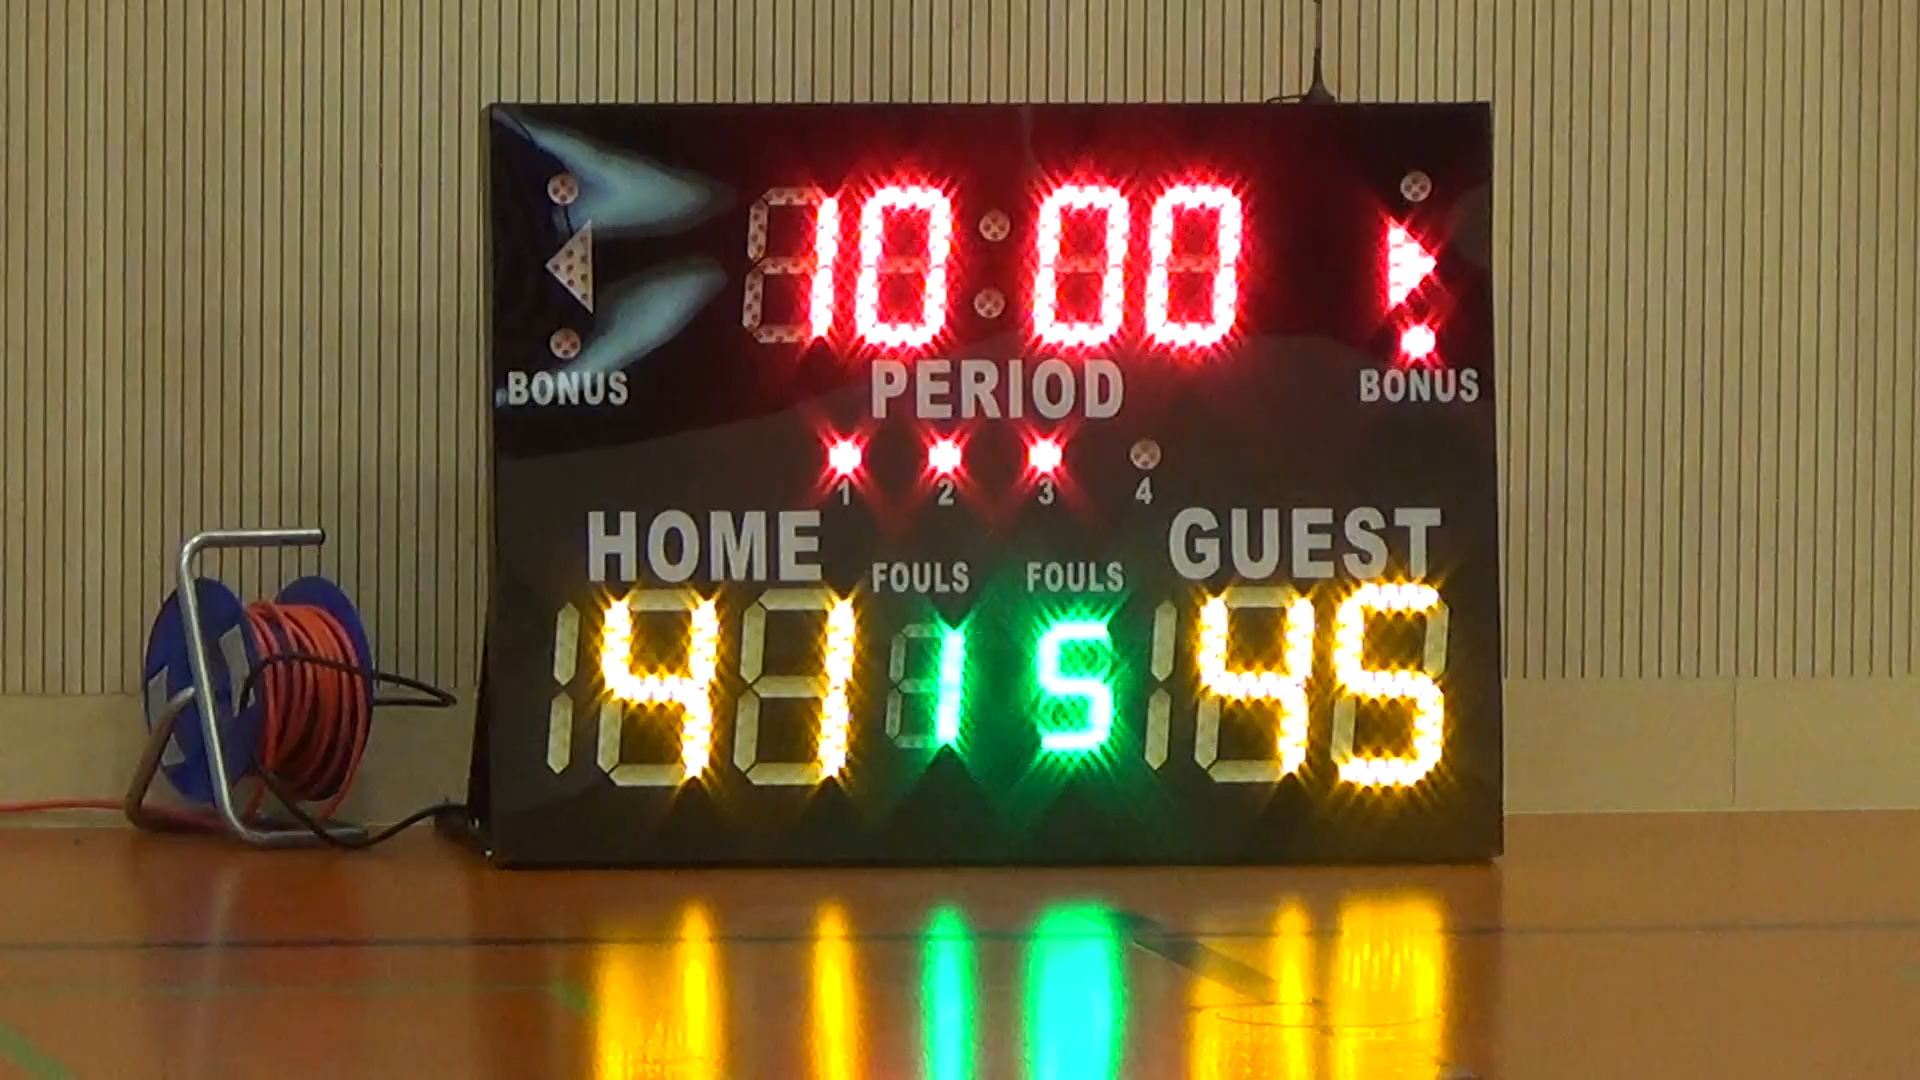 10:00
BONUS PERIOD BONUS
1 2 3 4
HOME GUEST
FOULS FOULS
41 1 5 45